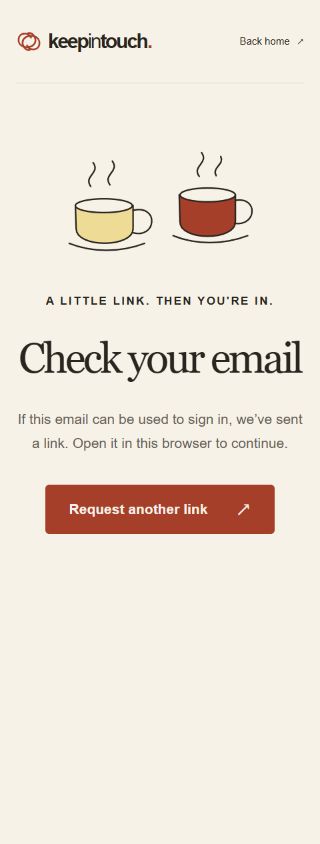 keepintouch.
Back home ↗
A LITTLE LINK. THEN YOU'RE IN.
Check your email
If this email can be used to sign in, we’ve sent
a link. Open it in this browser to continue.
Request another link ↗